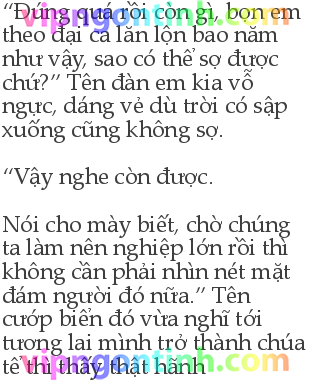 “Đúng quá rồi còn gì, bọn em
theo đại ca lăn lộn bao năm
như vậy, sao có thể sợ được
chứ?” Tên đàn em kia vỗ
ngực, dáng vẻ dù trời có sập
xuống cũng không sợ.
“Vậy nghe còn được.
Nói cho mày biết, chờ chúng
ta làm nên nghiệp lớn rồi thì
không cần phải nhìn nét mặt
đám người đó nữa.” Tên
cướp biển đó vừa nghĩ tới
tương lai mình trở thành chúa
tê thì thấy thật hãnh
vipngontinh.com
vipngontinh.com